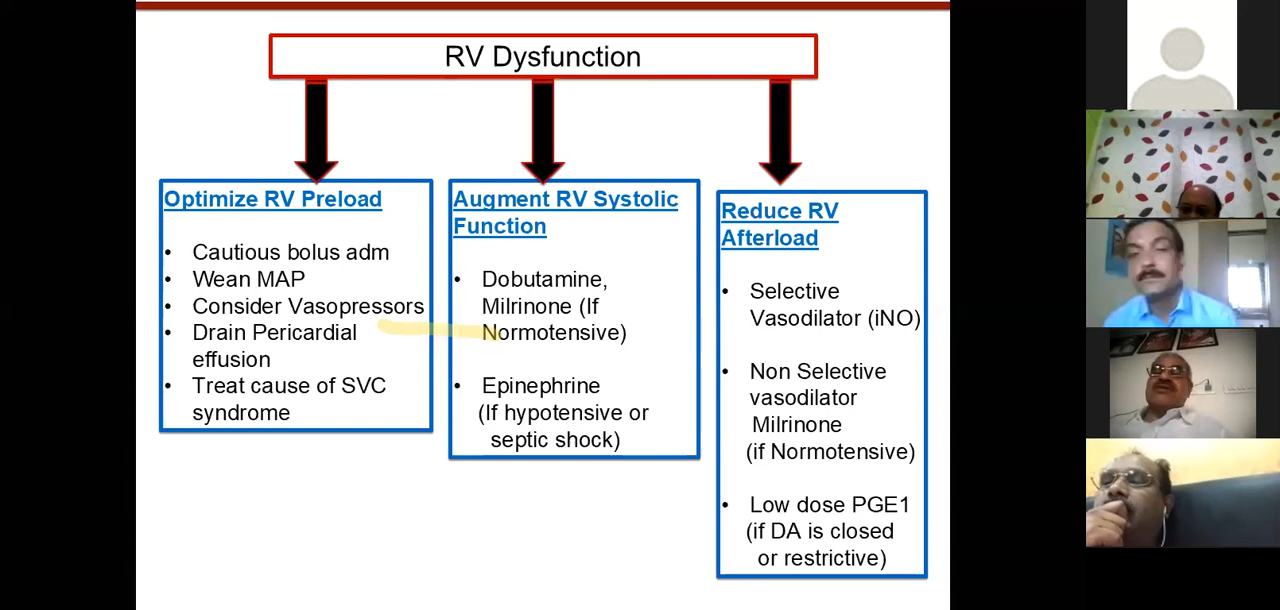 RV Dysfunction
Optimize RV Preload
• Cautious bolus adm
• Wean MAP
• Consider Vasopressors
• Drain Pericardial
effusion
• Treat cause of SVC
syndrome
Augment RV Systolic
Function
• Dobutamine,
Milrinone (If
Normotensive)
• Epinephrine
(If hypotensive or
septic shock)
Reduce RV
Afterload
• Selective
Vasodilator (iNO)
• Non Selective
vasodilator
Milrinone
(if Normotensive)
• Low dose PGE1
(if DA is closed
or restrictive)